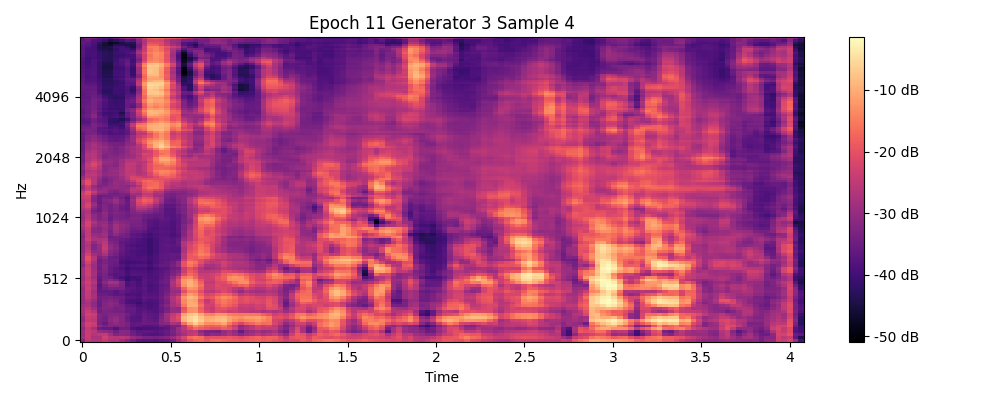 Epoch 11 Generator 3 Sample 4
Hz
4096
2048
1024
512
0
0 0.5 1 1.5 2 2.5 3 3.5 4
Time
-10 dB
-20 dB
-30 dB
-40 dB
-50 dB